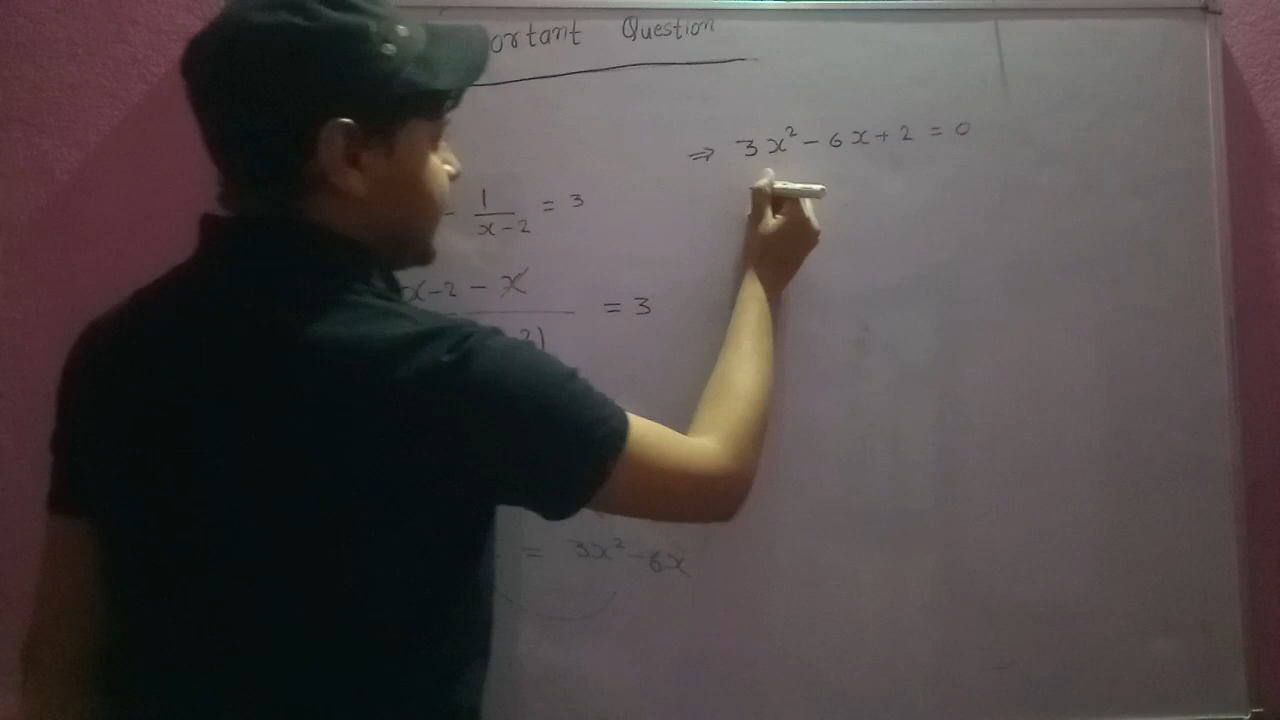 ortant Question
- 1/(x-2) = 3
x-2 - x
= 3
2)
= 3x² - 6x
⇒ 3x² - 6x + 2 = 0